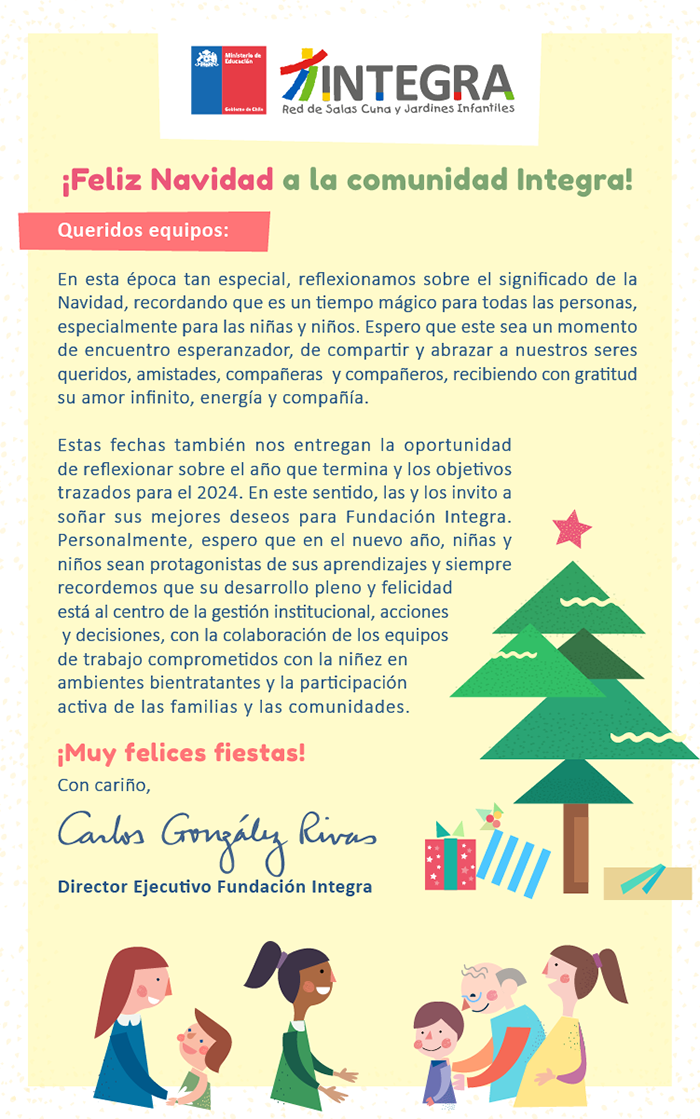 Ministerio de
Educación
Gobierno de Chile
INTEGRA
Red de Salas Cuna y Jardines Infantiles
¡Feliz Navidad a la comunidad Integra!
Queridos equipos:
En esta época tan especial, reflexionamos sobre el significado de la
Navidad, recordando que es un tiempo mágico para todas las personas,
especialmente para las niñas y niños. Espero que este sea un momento
de encuentro esperanzador, de compartir y abrazar a nuestros seres
queridos, amistades, compañeras y compañeros, recibiendo con gratitud
su amor infinito, energía y compañía.
Estas fechas también nos entregan la oportunidad
de reflexionar sobre el año que termina y los objetivos
trazados para el 2024. En este sentido, las y los invito a
soñar sus mejores deseos para Fundación Integra.
Personalmente, espero que en el nuevo año, niñas y
niños sean protagonistas de sus aprendizajes y siempre
recordemos que su desarrollo pleno y felicidad
está al centro de la gestión institucional, acciones
y decisiones, con la colaboración de los equipos
de trabajo comprometidos con la niñez en
ambientes bientratantes y la participación
activa de las familias y las comunidades.
¡Muy felices fiestas!
Con cariño,
Carlos González Rivas
Director Ejecutivo Fundación Integra